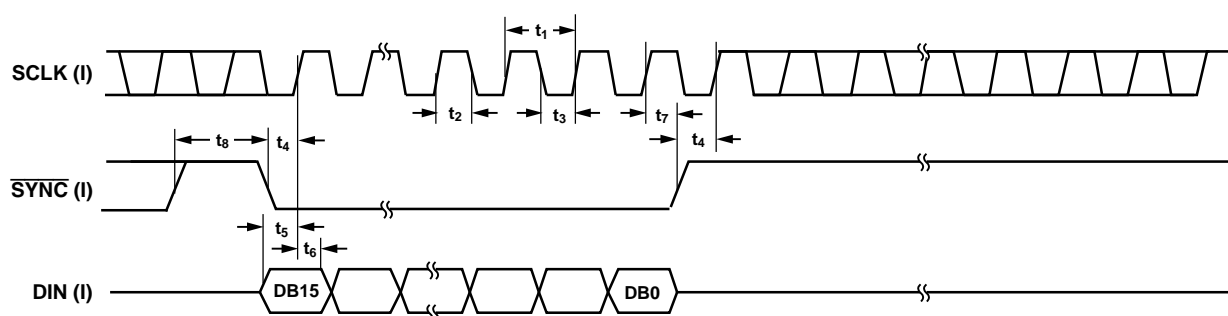 t₁
SCLK (I)
t₂ t₃ t₇
t₈ t₄ t₄
SYNC (I)
t₅
t₆
DIN (I) DB15 DB0